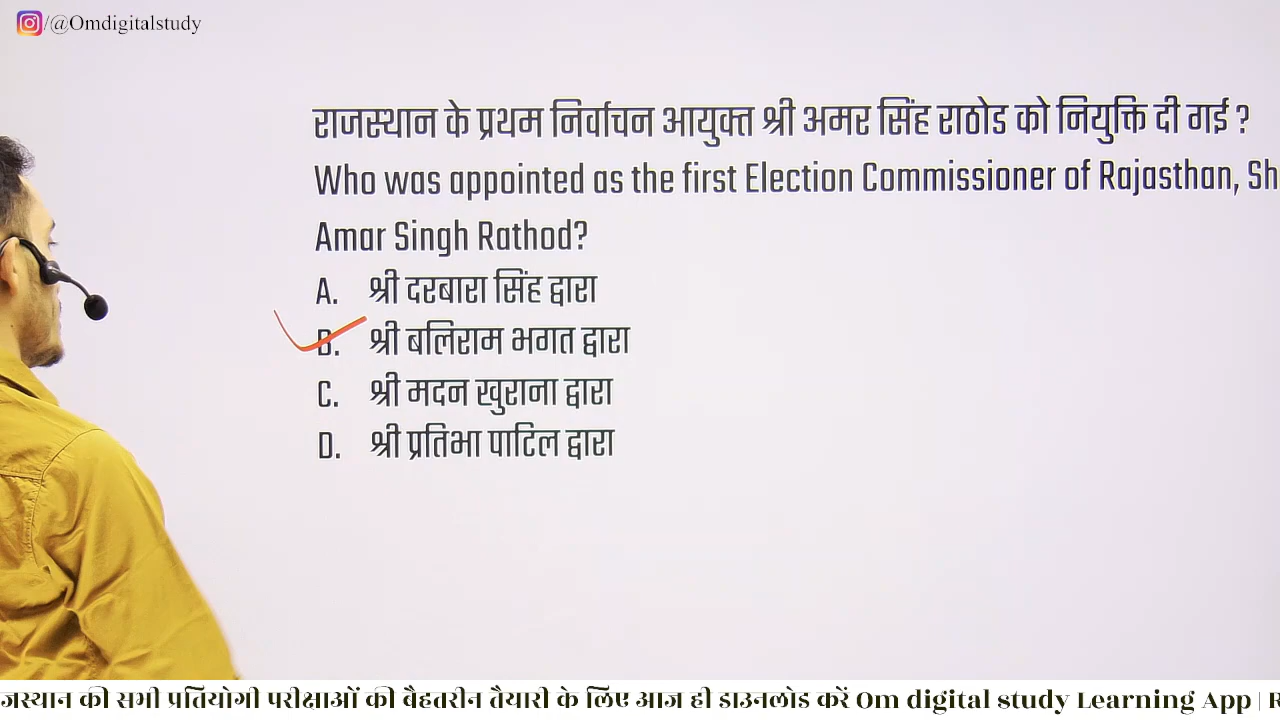 /@Omdigitalstudy
राजस्थान के प्रथम निर्वाचन आयुक्त श्री अमर सिंह राठोड को नियुक्ति दी गई ?
Who was appointed as the first Election Commissioner of Rajasthan, Sh
Amar Singh Rathod?
A. श्री दरबारा सिंह द्वारा
B. श्री बलिराम भगत द्वारा
C. श्री मदन खुराना द्वारा
D. श्री प्रतिभा पाटिल द्वारा
जस्थान की सभी प्रतियोगी परीक्षाओं की बैहतरीन तैयारी के लिए आज ही डाउनलोड करें Om digital study Learning App | R